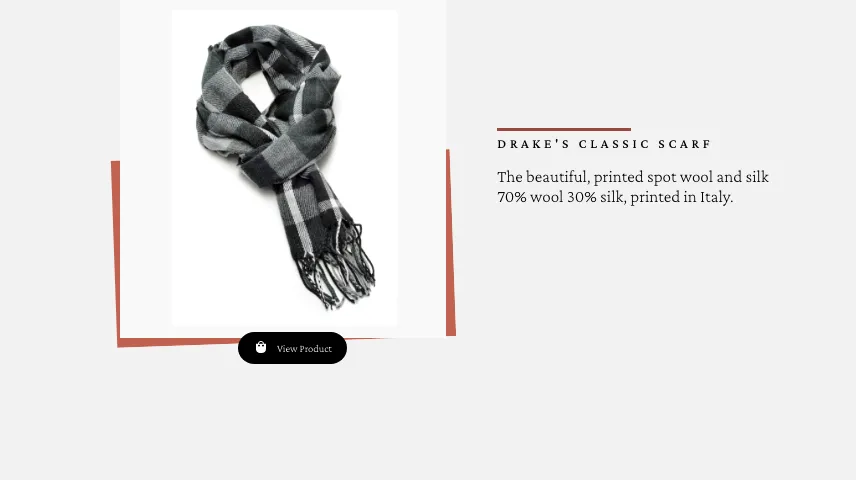 DRAKE'S CLASSIC SCARF
The beautiful, printed spot wool and silk
70% wool 30% silk, printed in Italy.
View Product